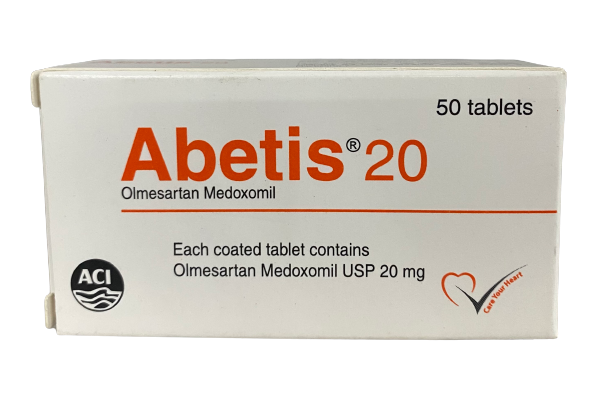 50 tablets
Abetis® 20
Olmesartan Medoxomil
Each coated tablet contains
Olmesartan Medoxomil USP 20 mg
ACI
Care Your Heart